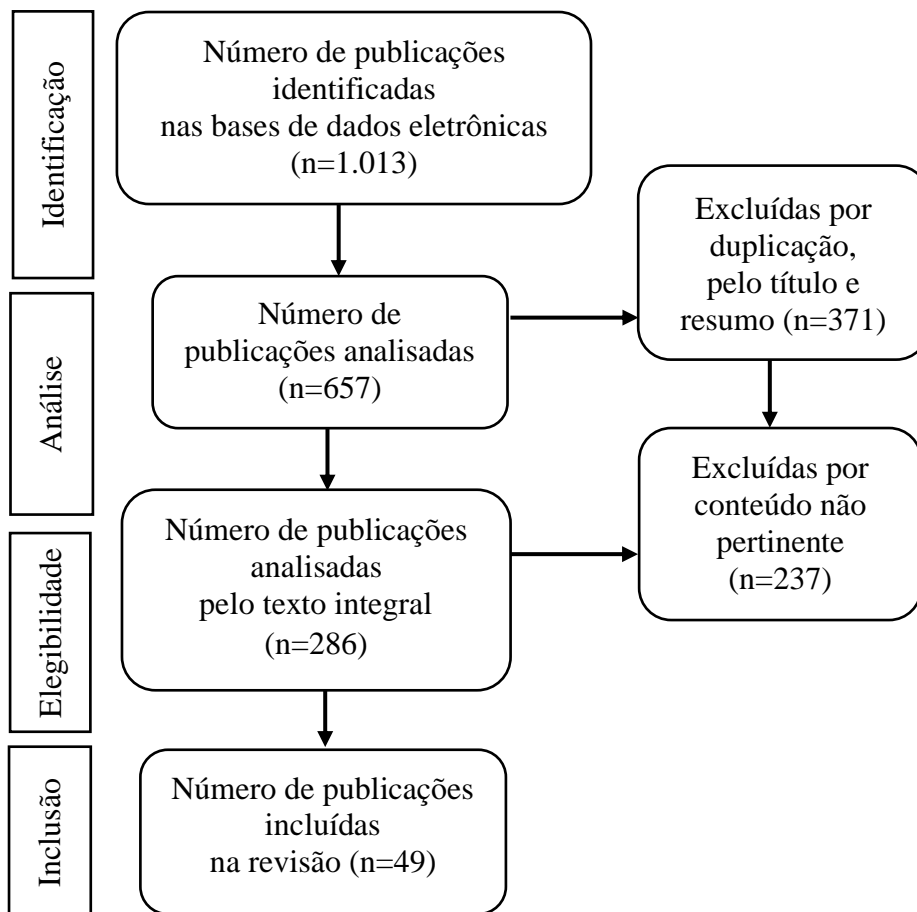 Identificação
Número de publicações
identificadas
nas bases de dados eletrônicas
(n=1.013)
Excluídas por
duplicação,
pelo título e
resumo (n=371)
Análise
Número de
publicações analisadas
(n=657)
Excluídas por
conteúdo não
pertinente
(n=237)
Elegibilidade
Número de publicações
analisadas
pelo texto integral
(n=286)
Inclusão
Número de publicações
incluídas
na revisão (n=49)